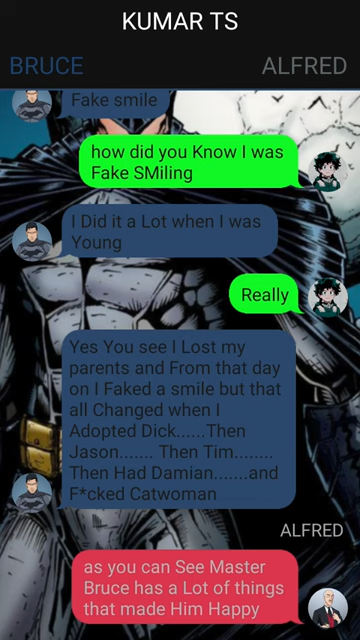 KUMAR TS
BRUCE
ALFRED
Fake smile
how did you Know I was
Fake SMiling
I Did it a Lot when I was
Young
Really
Yes You see I Lost my
parents and From that day
on I Faked a smile but that
all Changed when I
Adopted Dick......Then
Jason....... Then Tim........
Then Had Damian.......and
F*cked Catwoman
ALFRED
as you can See Master
Bruce has a Lot of things
that made Him Happy